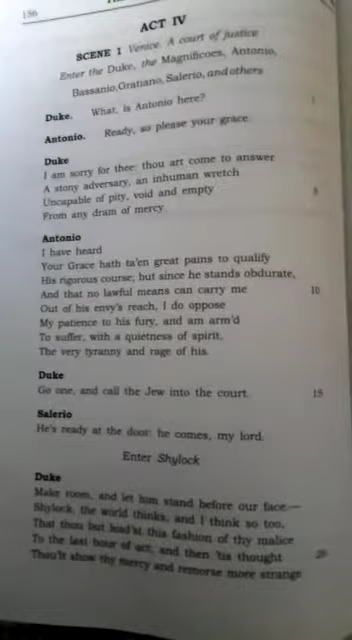 156
ACT IV
SCENE 1 Venice. A court of justice
Enter the Duke, the Magnificoes, Antonio,
Bassanio, Gratiano, Salerio, and others
Duke. What, is Antonio here? 1
Antonio. Ready, so please your grace.
Duke
I am sorry for thee: thou art come to answer
A stony adversary, an inhuman wretch
Uncapable of pity, void and empty 5
From any dram of mercy.
Antonio
I have heard
Your Grace hath ta'en great pains to qualify
His rigorous course; but since he stands obdurate,
And that no lawful means can carry me 10
Out of his envy's reach, I do oppose
My patience to his fury, and am arm'd
To suffer, with a quietness of spirit,
The very tyranny and rage of his.
Duke
Go one, and call the Jew into the court. 15
Salerio
He's ready at the door: he comes, my lord.
Enter Shylock
Duke
Make room, and let him stand before our face.—
Shylock, the world thinks, and I think so too,
That thou but lead'st this fashion of thy malice
To the last hour of act; and then 'tis thought 20
Thou'lt show thy mercy and remorse more strange